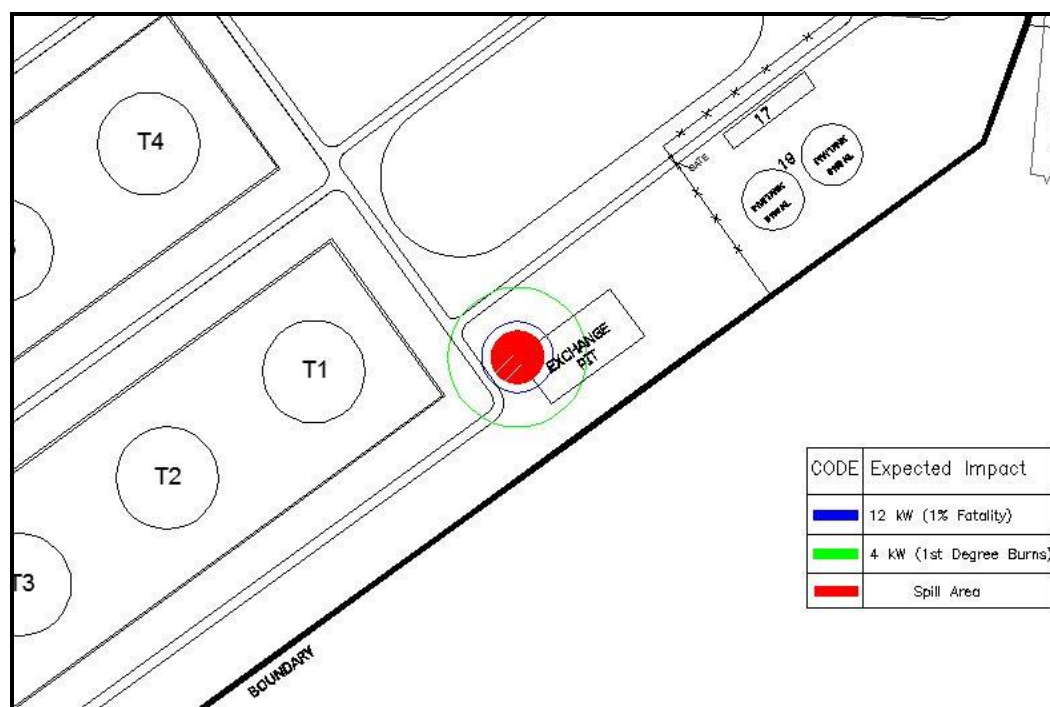 T4
17
GATE
19
T1
EXCHANGE
PIT
T2
T3
BOUNDARY
CODE Expected Impact
12 kW (1% Fatality)
4 kW (1st Degree Burns)
Spill Area